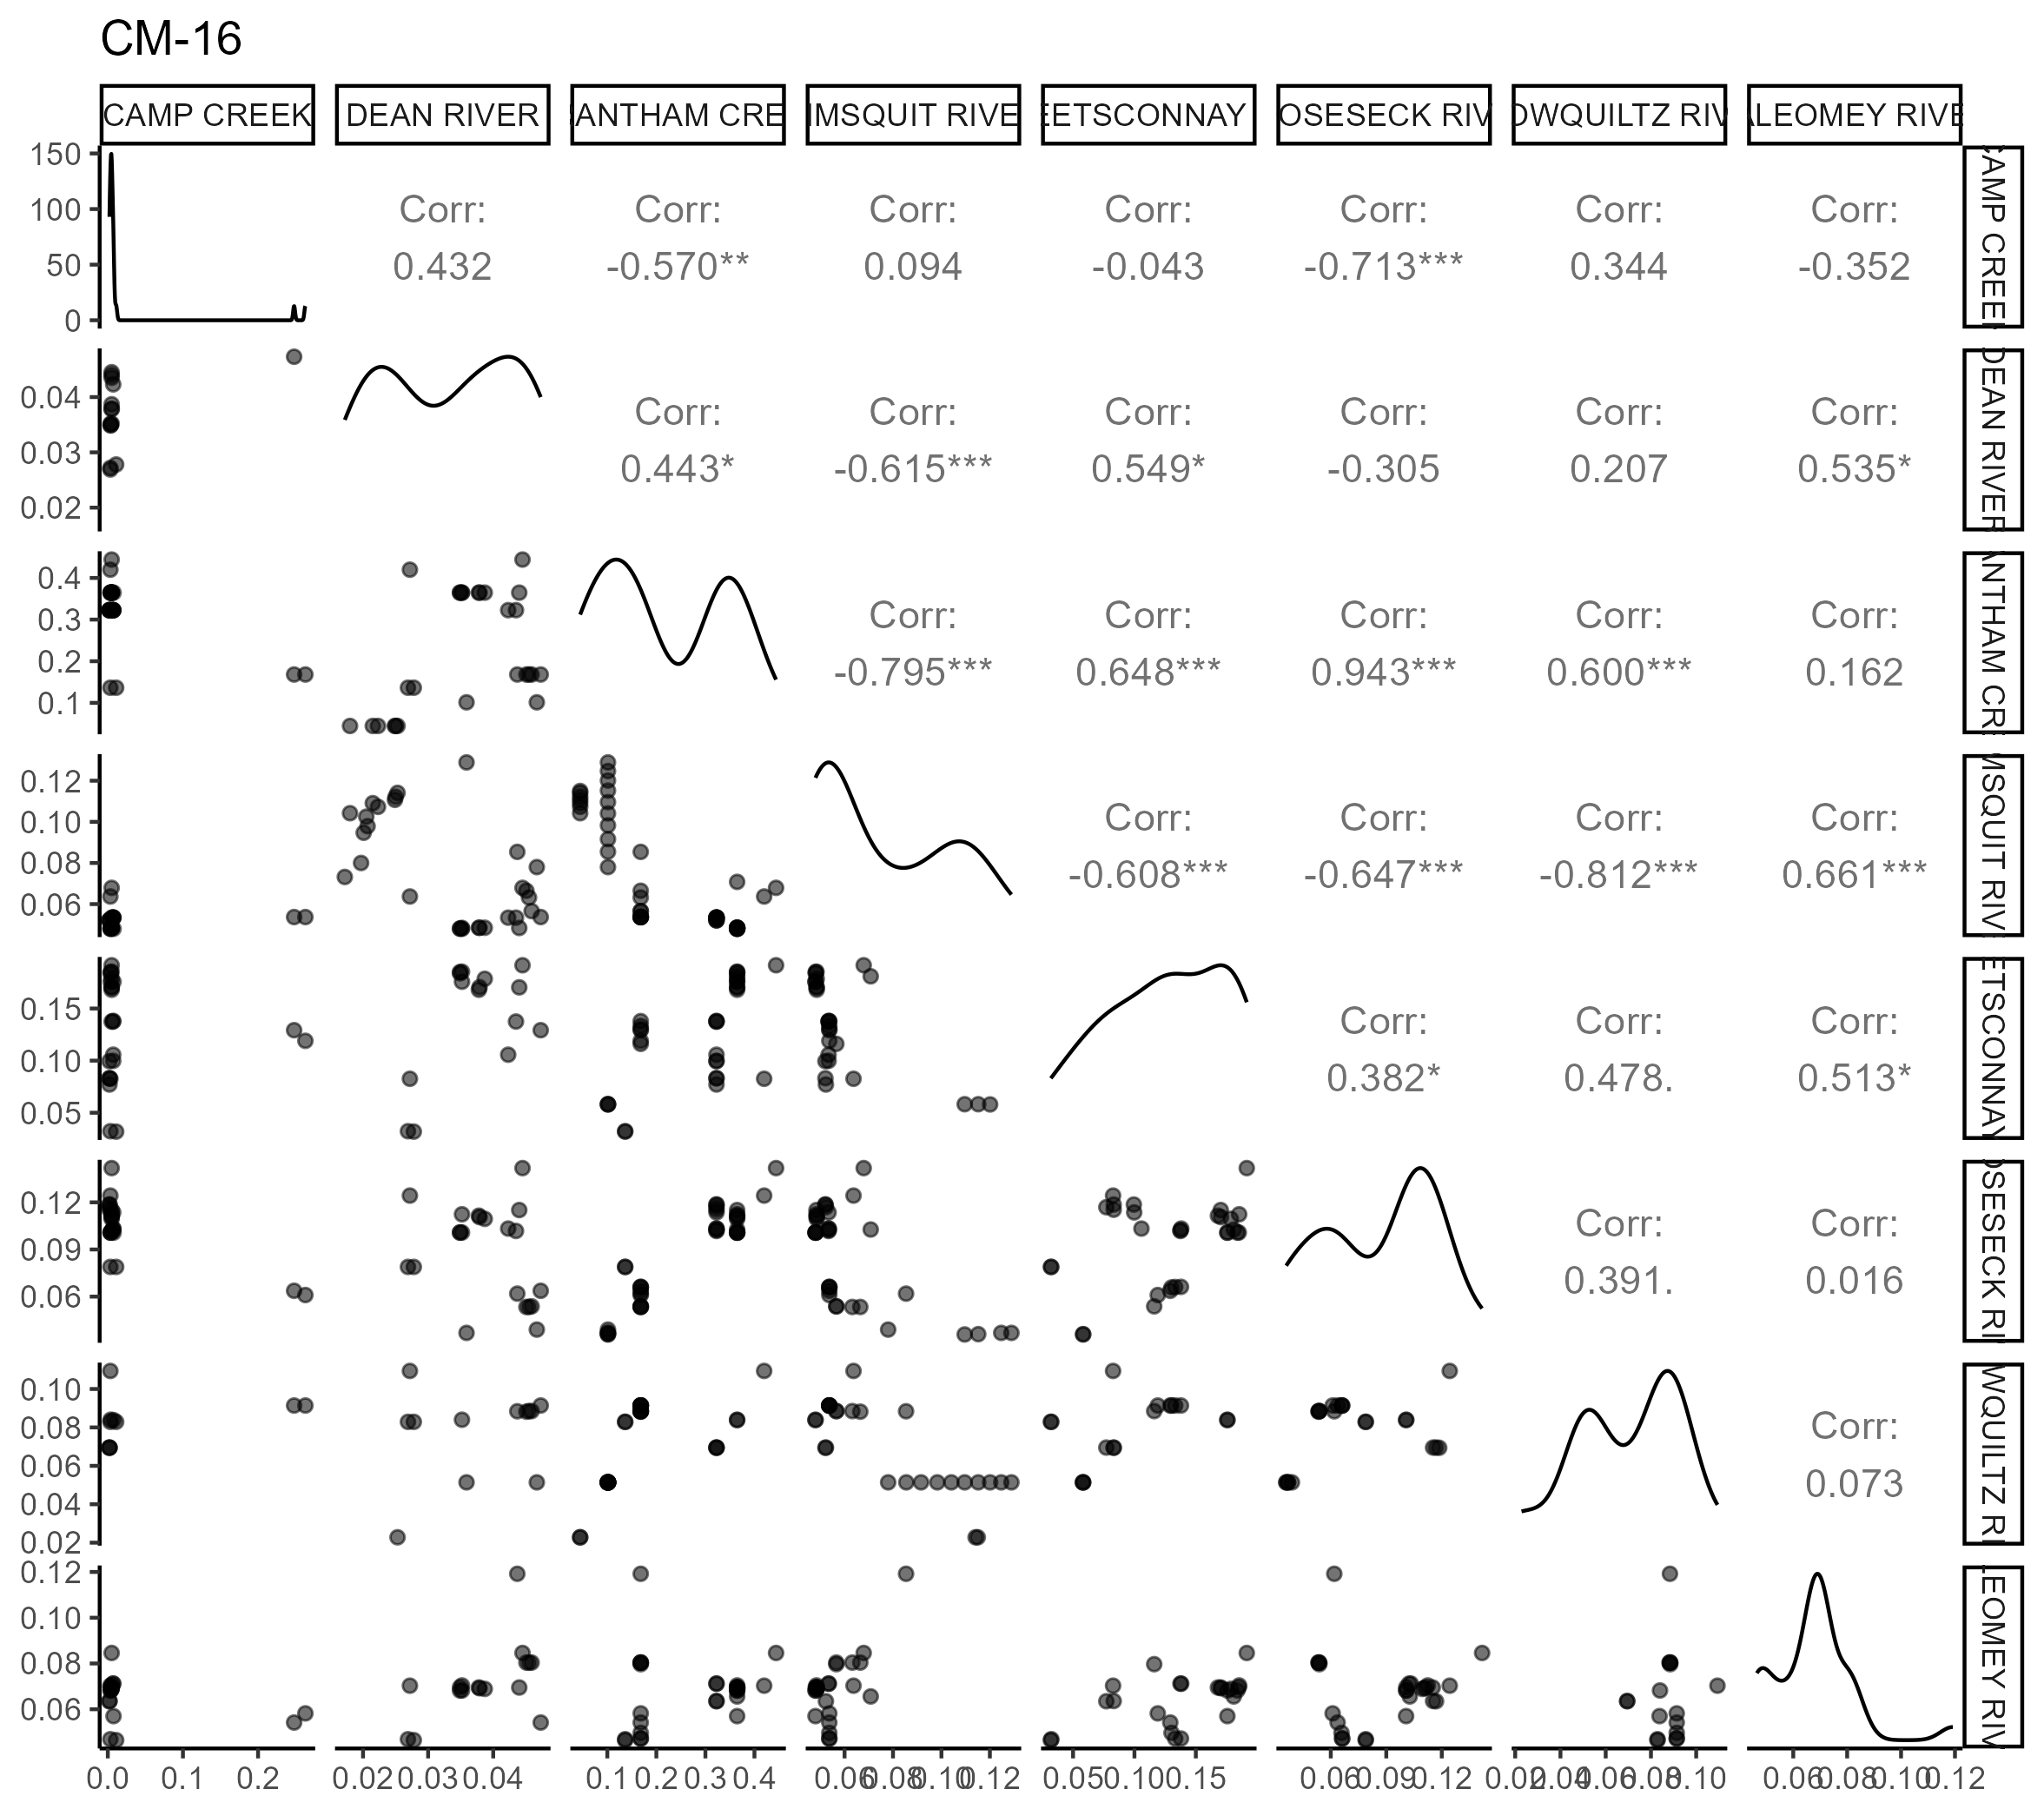 CM-16
CAMP CREEK DEAN RIVER ANTHAM CRE IMSQUIT RIVE EETSCONNAY OSESECK RIV OWQUILTZ RIV LEOMEY RIVE
150
100
50
0
Corr: Corr: Corr: Corr: Corr: Corr: Corr:
0.432 -0.570** 0.094 -0.043 -0.713*** 0.344 -0.352
CAMP CREEK
0.04
0.03
0.02
Corr: Corr: Corr: Corr: Corr: Corr:
0.443* -0.615*** 0.549* -0.305 0.207 0.535*
DEAN RIVER
0.4
0.3
0.2
0.1
Corr: Corr: Corr: Corr: Corr:
-0.795*** 0.648*** 0.943*** 0.600*** 0.162
ANTHAM CRE
0.12
0.10
0.08
0.06
Corr: Corr: Corr: Corr:
-0.608*** -0.647*** -0.812*** 0.661***
MSQUIT RIV
0.15
0.10
0.05
Corr: Corr: Corr:
0.382* 0.478. 0.513*
ETSCONNAY
0.12
0.09
0.06
Corr: Corr:
0.391. 0.016
OSESECK RIV
0.10
0.08
0.06
0.04
0.02
Corr:
0.073
WQUILTZ RI
0.12
0.10
0.08
0.06
LEOMEY RIV
0.0 0.1 0.2 0.02 0.03 0.04 0.1 0.2 0.3 0.4 0.06 0.08 0.10 0.12 0.05 0.10 0.15 0.06 0.09 0.12 0.02 0.04 0.06 0.08 0.10 0.06 0.08 0.10 0.12